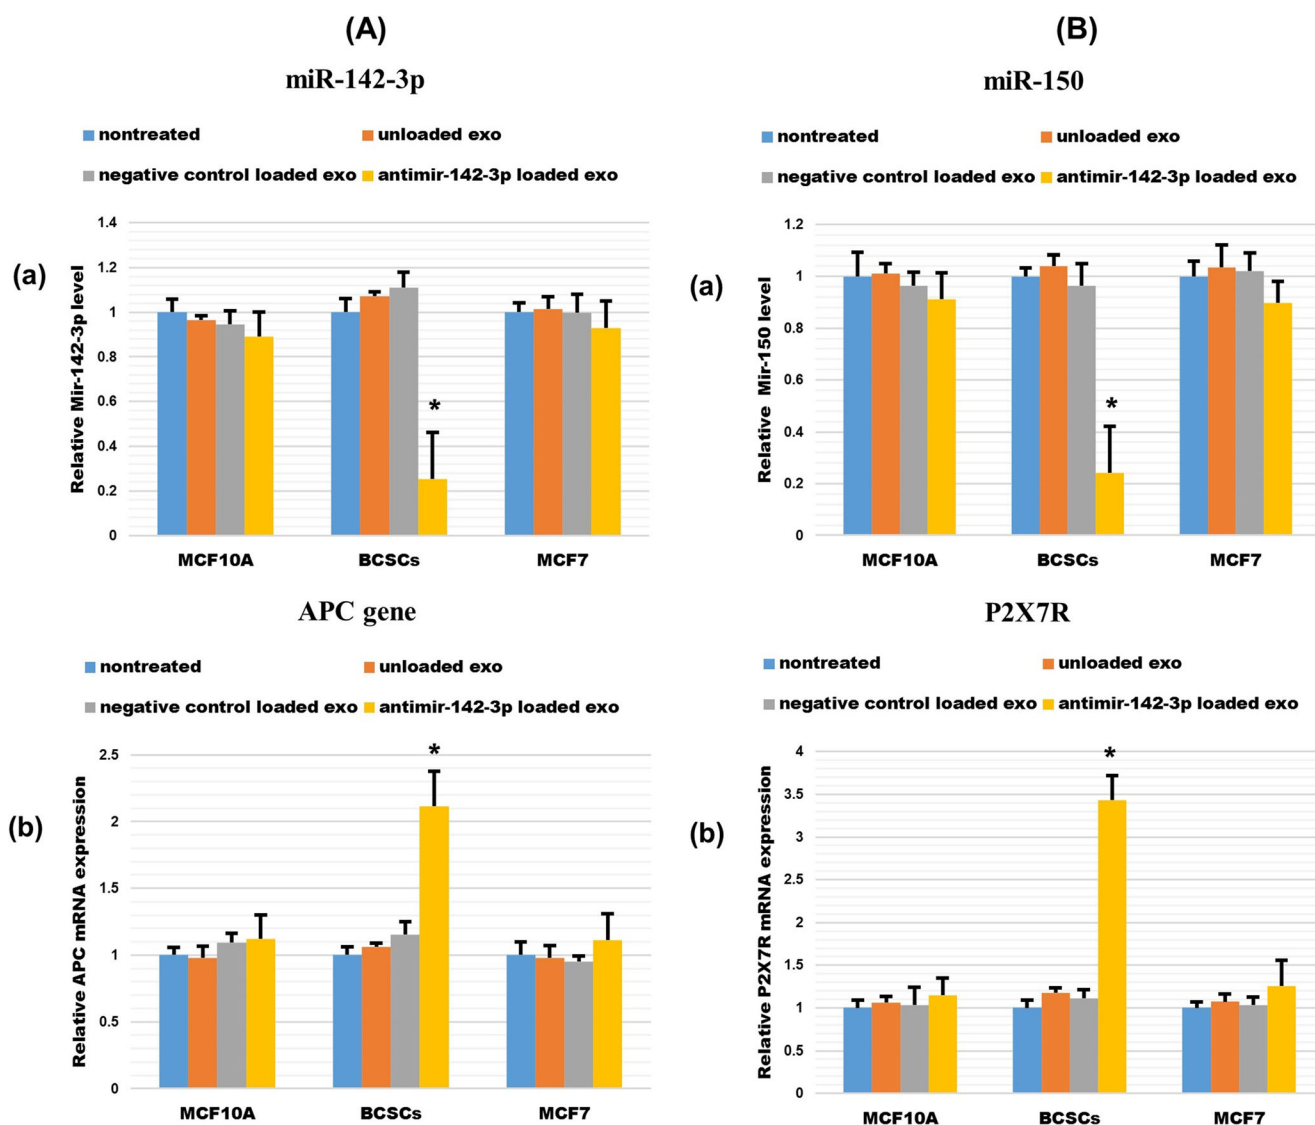 (A)
miR-142-3p
nontreated unloaded exo
negative control loaded exo antimir-142-3p loaded exo
(a)
Relative Mir-142-3p level
1.4
1.2
1
0.8
0.6
0.4
0.2
0
*
MCF10A BCSCs MCF7
APC gene
nontreated unloaded exo
negative control loaded exo antimir-142-3p loaded exo
(b)
Relative APC mRNA expression
2.5
2
1.5
1
0.5
0
*
MCF10A BCSCs MCF7
(B)
miR-150
nontreated unloaded exo
negative control loaded exo antimir-142-3p loaded exo
(a)
Relative Mir-150 level
1.2
1
0.8
0.6
0.4
0.2
0
*
MCF10A BCSCs MCF7
P2X7R
nontreated unloaded exo
negative control loaded exo antimir-142-3p loaded exo
(b)
Relative P2X7R mRNA expression
4
3.5
3
2.5
2
1.5
1
0.5
0
*
MCF10A BCSCs MCF7